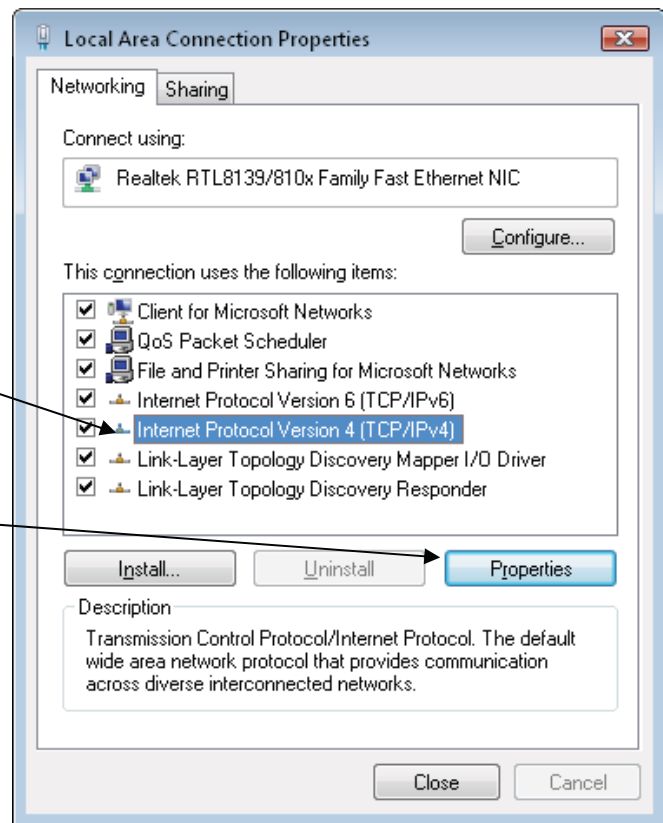 Local Area Connection Properties
Networking
Sharing
Connect using:
Realtek RTL8139/810x Family Fast Ethernet NIC
Configure...
This connection uses the following items:
Client for Microsoft Networks
QoS Packet Scheduler
File and Printer Sharing for Microsoft Networks
Internet Protocol Version 6 (TCP/IPv6)
Internet Protocol Version 4 (TCP/IPv4)
Link-Layer Topology Discovery Mapper I/O Driver
Link-Layer Topology Discovery Responder
Install...
Uninstall
Properties
Description
Transmission Control Protocol/Internet Protocol. The default
wide area network protocol that provides communication
across diverse interconnected networks.
Close
Cancel